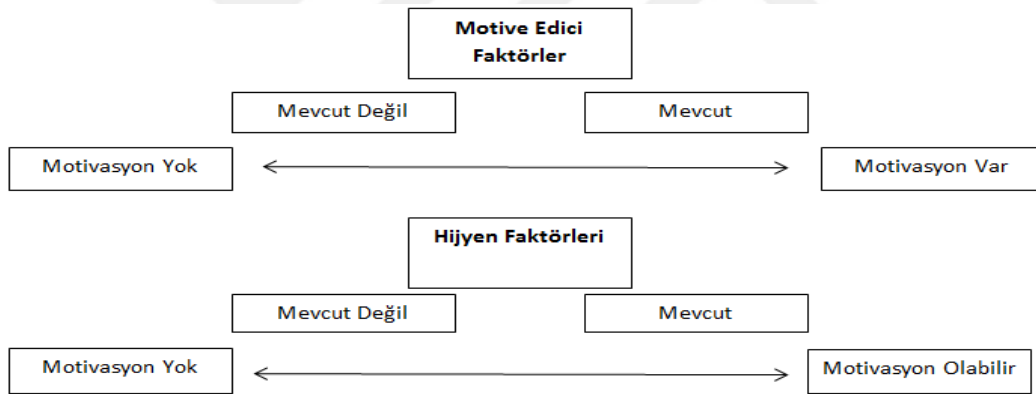 Motive Edici
Faktörler
Mevcut Değil
Mevcut
Motivasyon Yok
Motivasyon Var
Hijyen Faktörleri
Mevcut Değil
Mevcut
Motivasyon Yok
Motivasyon Olabilir